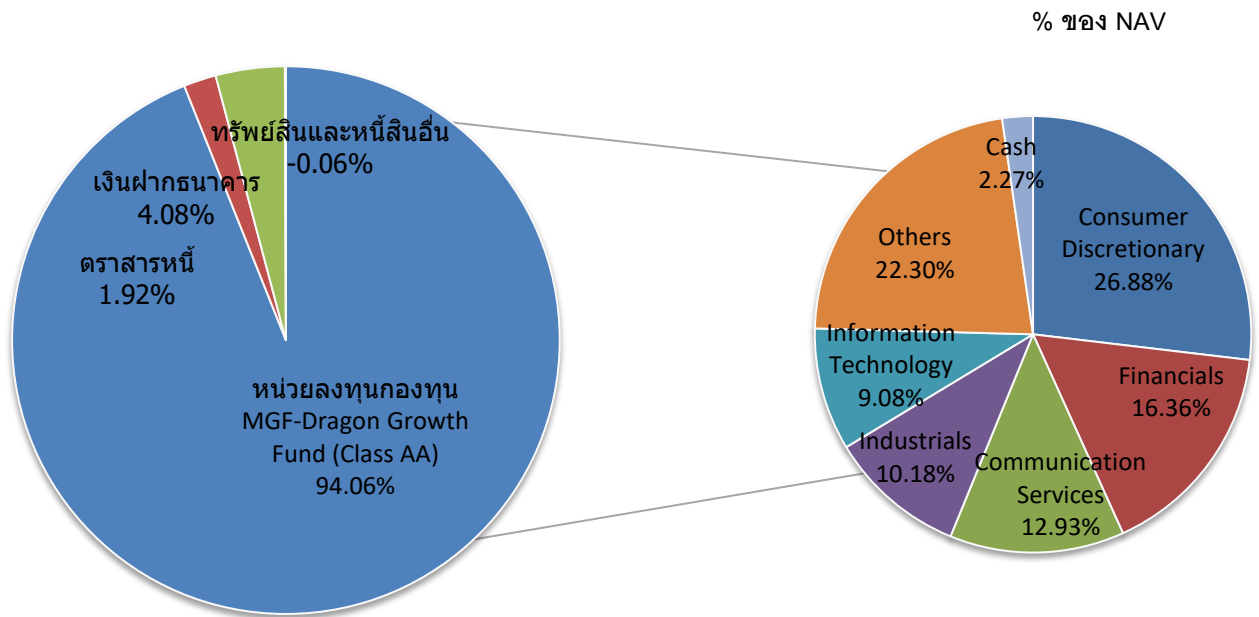 % ของ NAV
ทรัพย์สินและหนี้สินอื่น
-0.06%
เงินฝากธนาคาร
4.08%
ตราสารหนี้
1.92%
หน่วยลงทุนกองทุน
MGF-Dragon Growth
Fund (Class AA)
94.06%
Cash
2.27%
Consumer
Discretionary
26.88%
Others
22.30%
Information
Technology
9.08%
Financials
16.36%
Industrials
10.18%
Communication
Services
12.93%